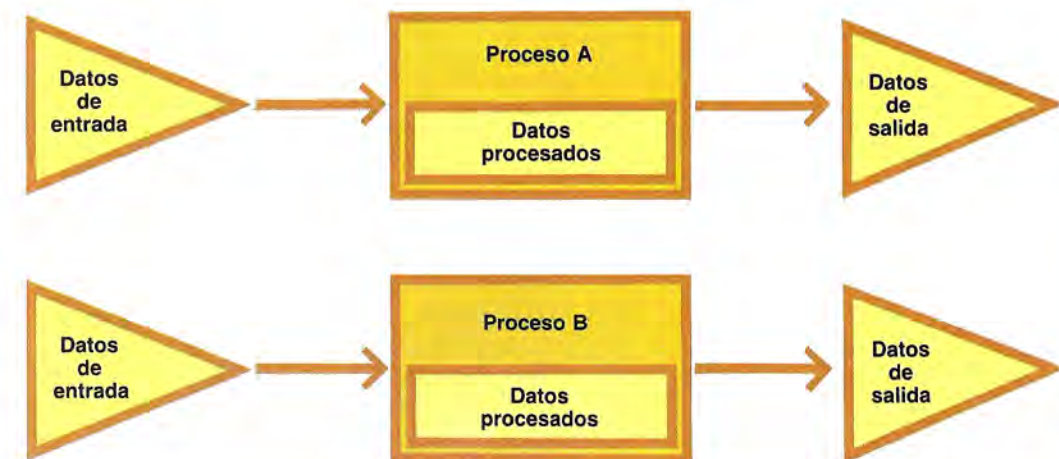 Datos
de
entrada
Proceso A
Datos
procesados
Datos
de
salida
Datos
de
entrada
Proceso B
Datos
procesados
Datos
de
salida